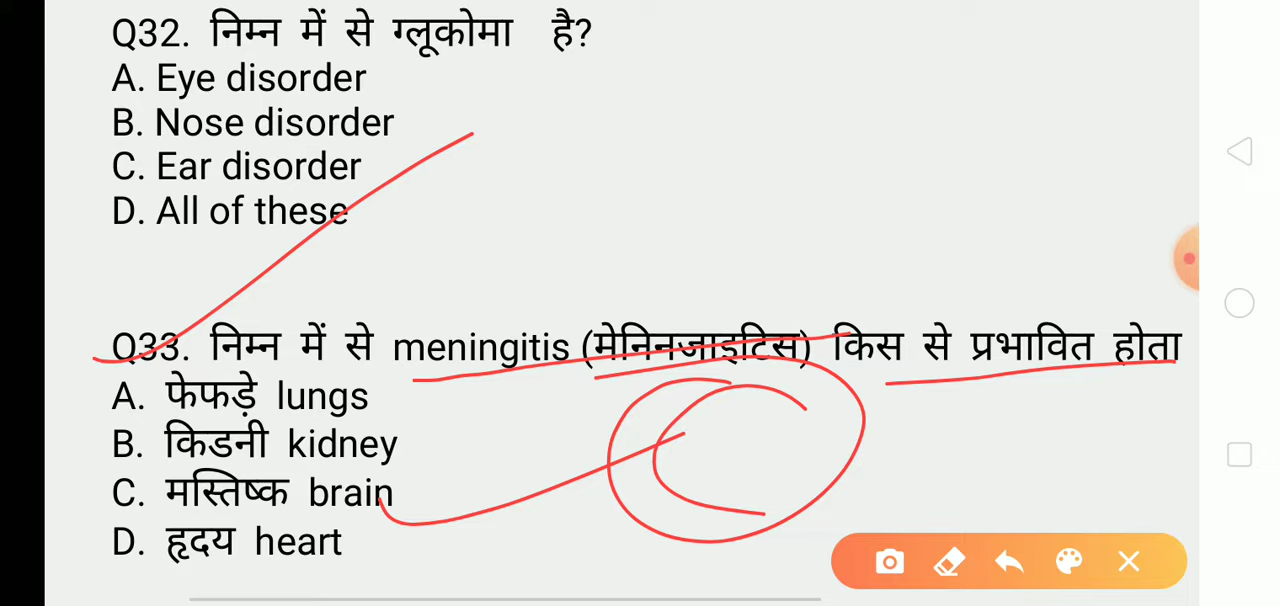 Q32. निम्न में से ग्लूकोमा है?
A. Eye disorder
B. Nose disorder
C. Ear disorder
D. All of these
Q33. निम्न में से meningitis (मेनिनजाइटिस) किस से प्रभावित होता
A. फेफड़े lungs
B. किडनी kidney
C. मस्तिष्क brain
D. हृदय heart